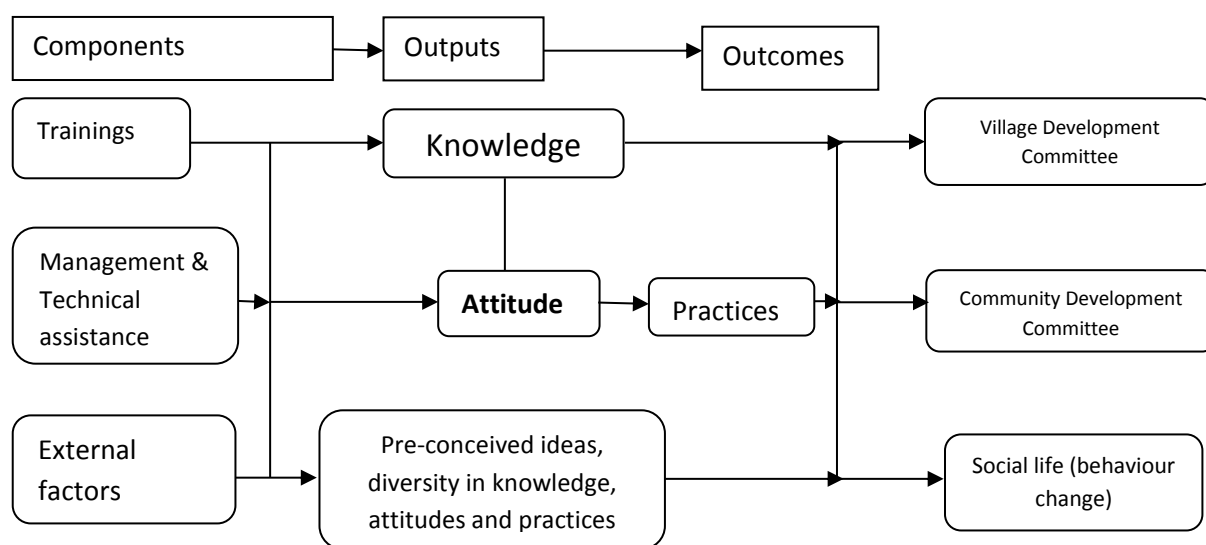 Components
Outputs
Outcomes
Trainings
Knowledge
Village Development
Committee
Management &
Technical
assistance
Attitude
Practices
Community Development
Committee
External
factors
Pre-conceived ideas,
diversity in knowledge,
attitudes and practices
Social life (behaviour
change)